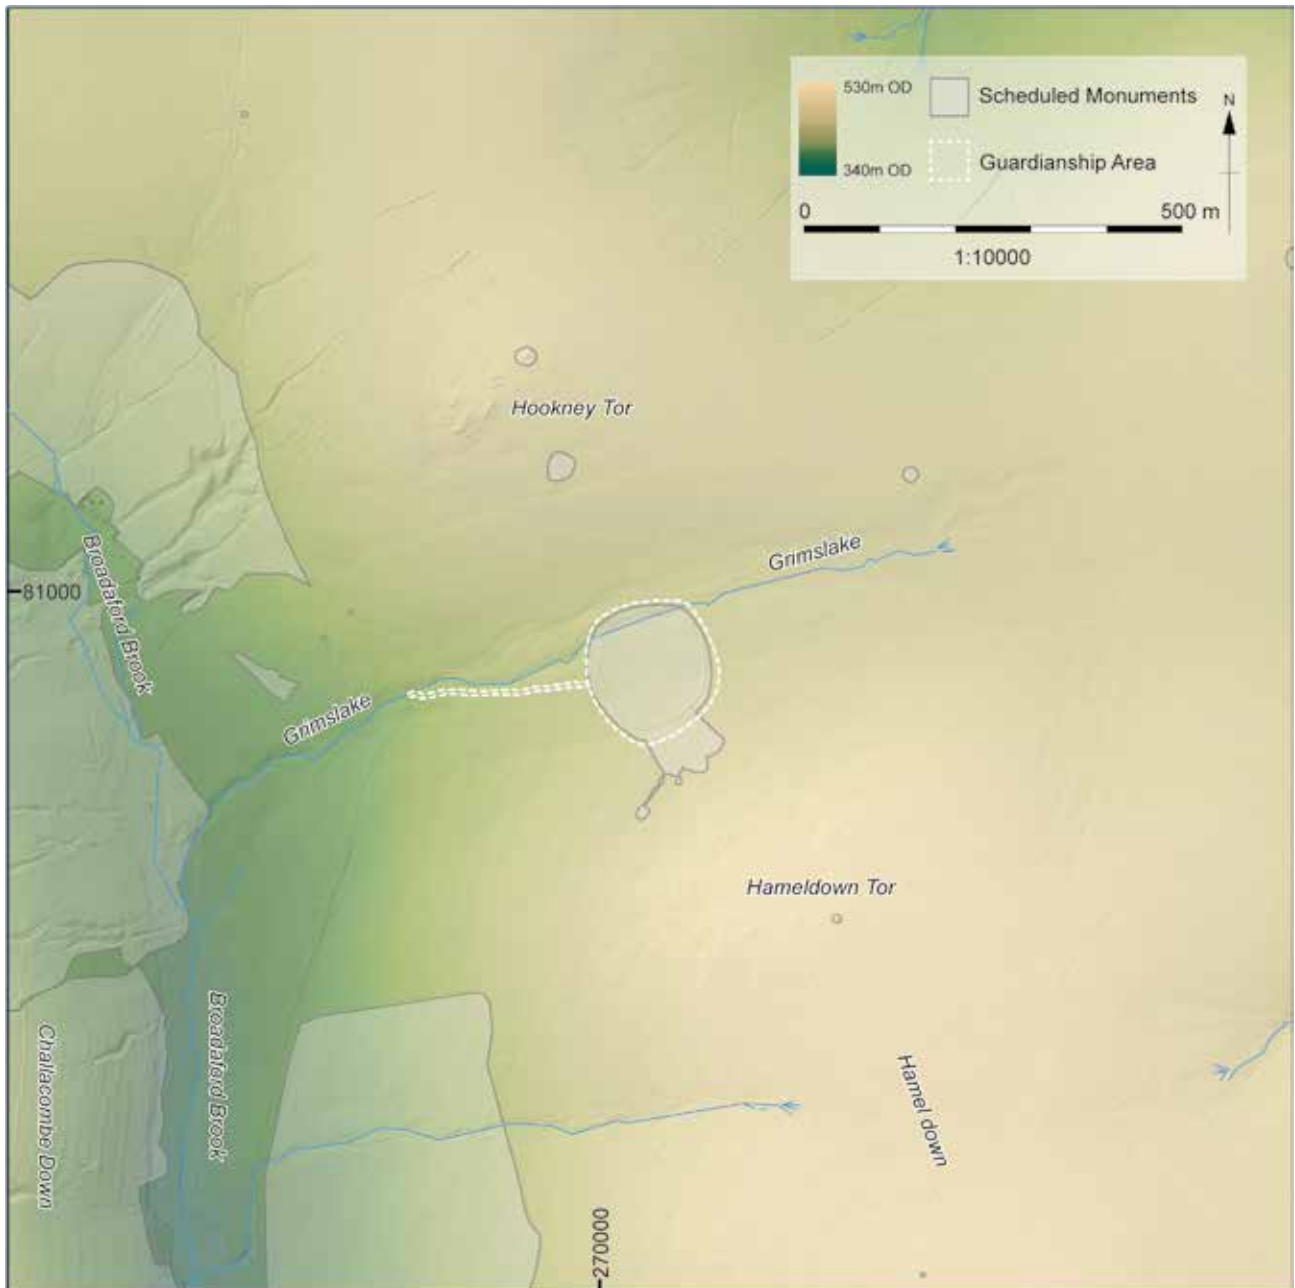 530m OD
Scheduled Monuments
N
340m OD
Guardianship Area
0
500 m
1:10000
Hookney Tor
Grimslake
81000
Broadaford Brook
Grimslake
Hameldown Tor
Broadaford Brook
Challacombe Down
Hamel down
270000